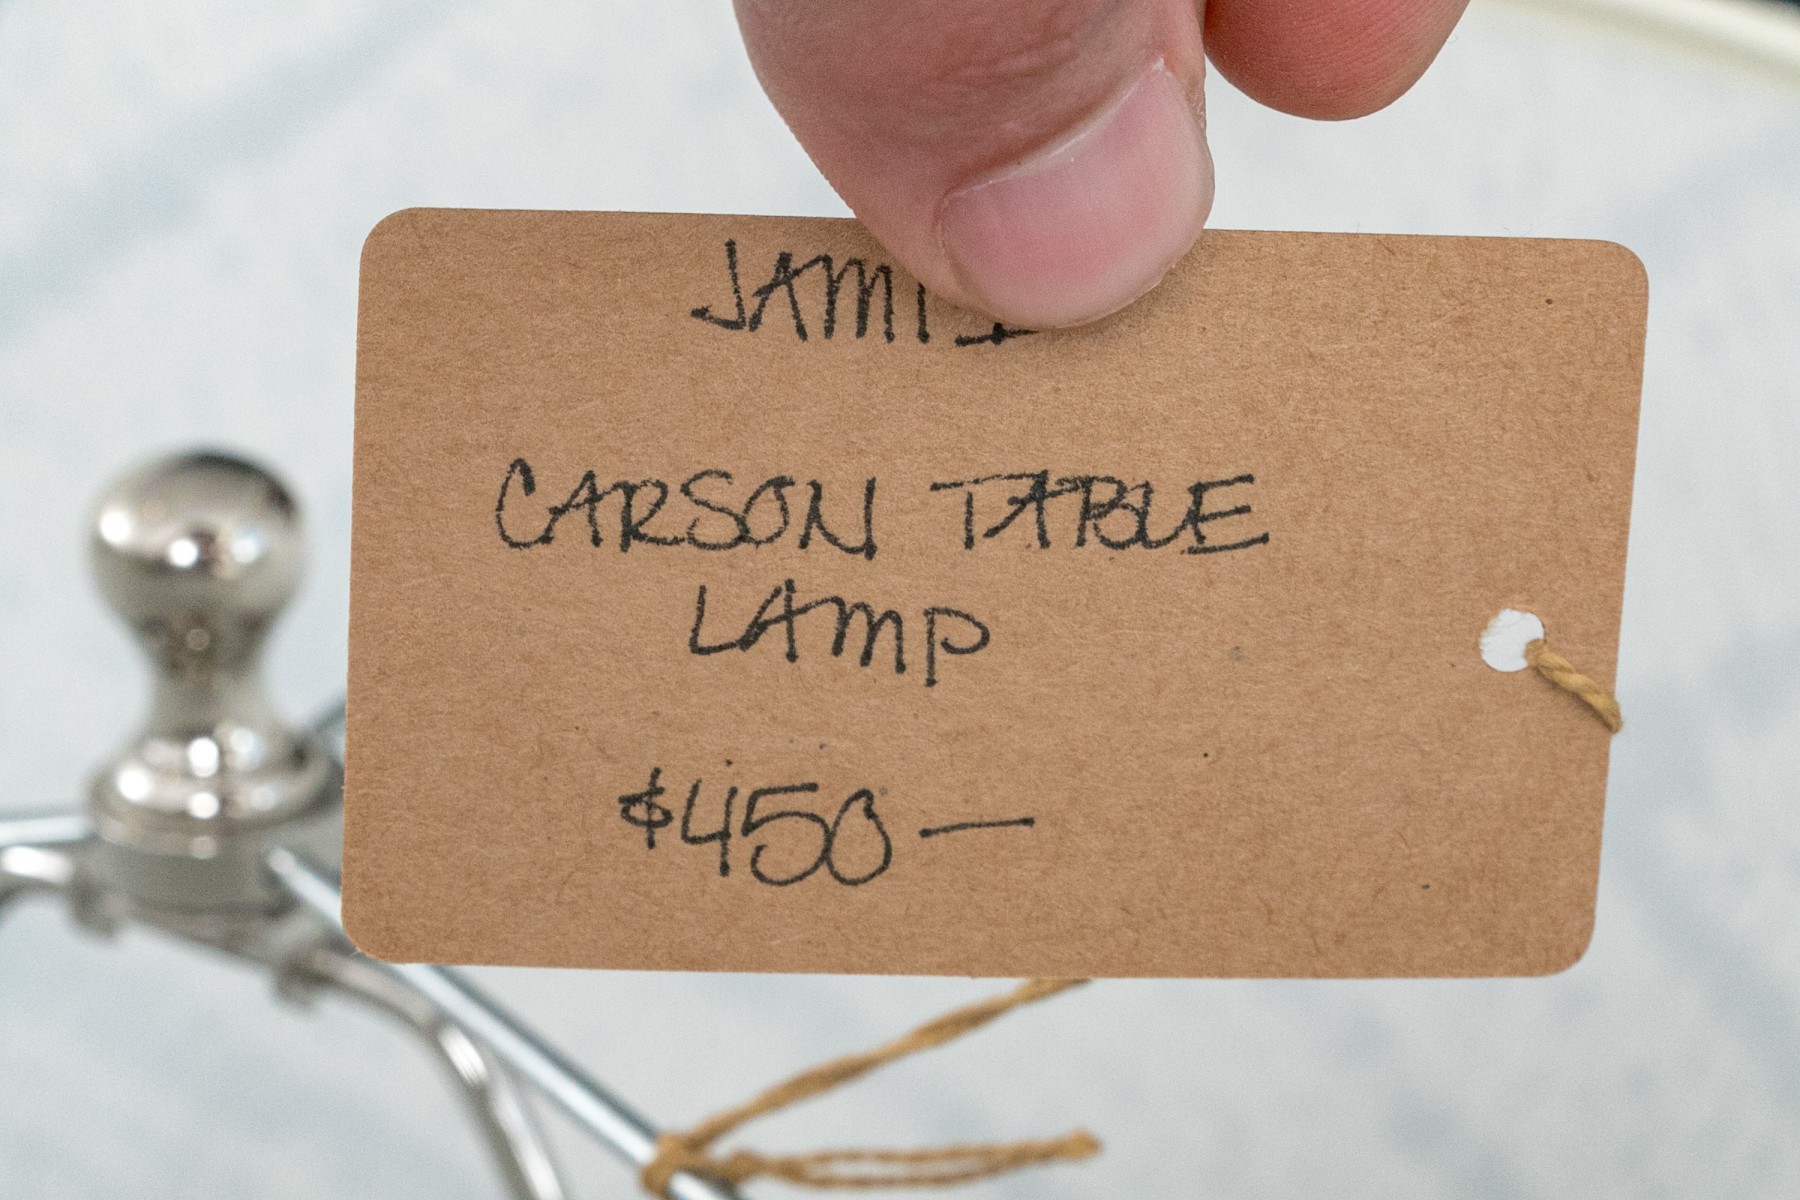 CARSON TABLE
LAMP
$450—